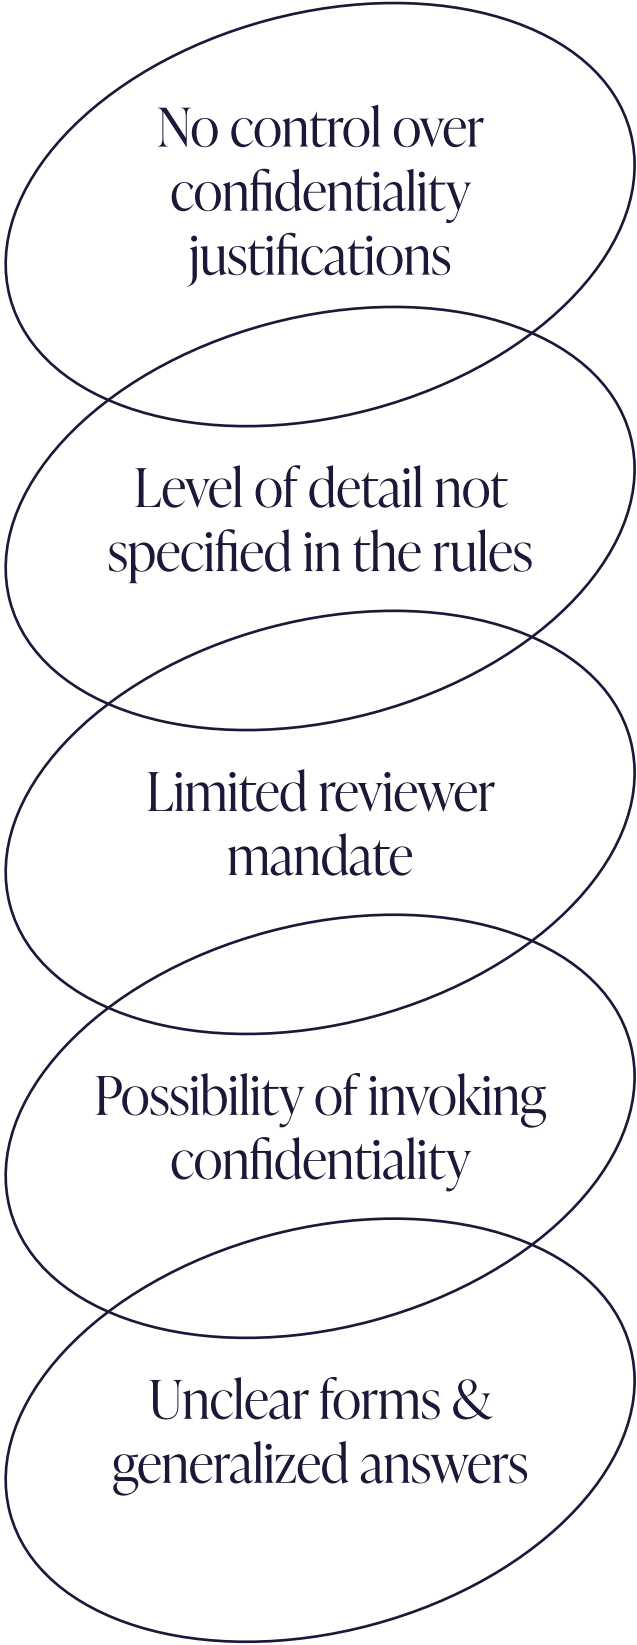 No control over
confidentiality
justifications
Level of detail not
specified in the rules
Limited reviewer
mandate
Possibility of invoking
confidentiality
Unclear forms &
generalized answers